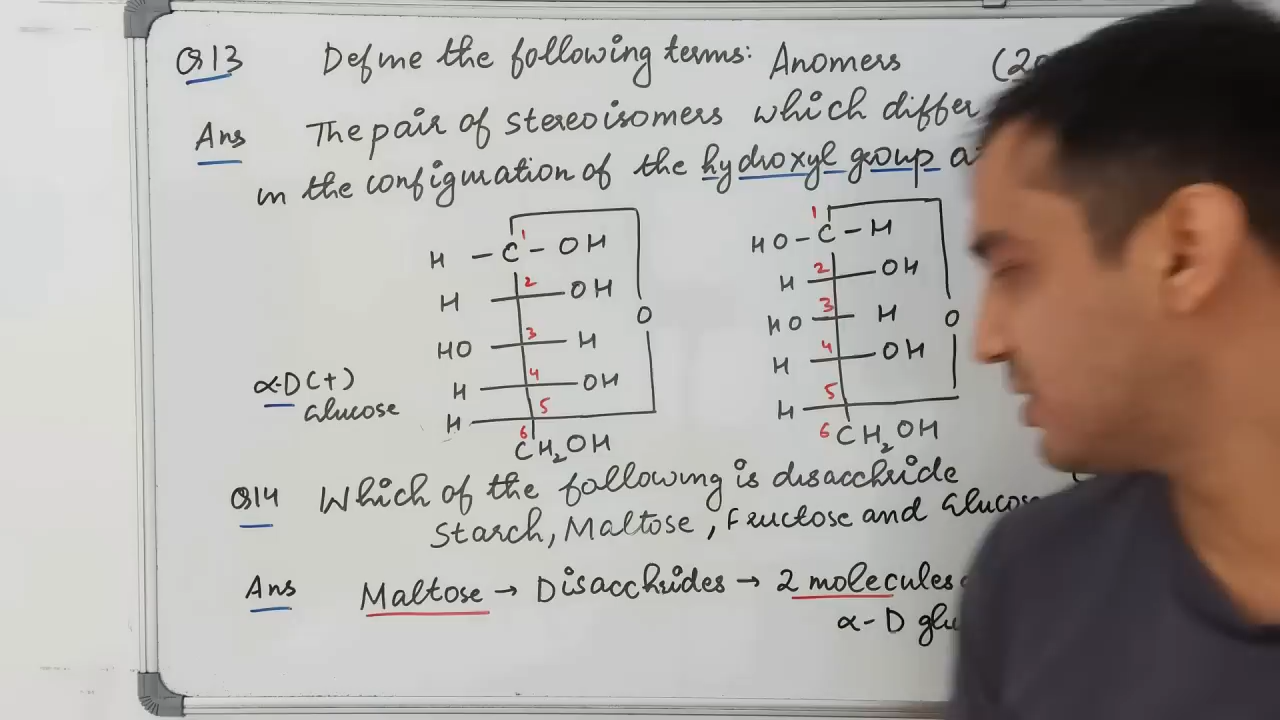 Q13 Define the following terms: Anomers
Ans The pair of stereoisomers which differ
in the configuration of the hydroxyl group
H - C - OH 1
H 2 OH
HO 3 H
H 4 OH
H 5
6 CH2OH
O
α-D(+)
Glucose
1
HO - C - H
2 H OH
3 HO H
4 H OH
5 H
6 CH2OH
O
Q14 Which of the following is disacchride
Starch, Maltose, Fructose and
Ans Maltose → Disacchrides → 2 molecules
α-D